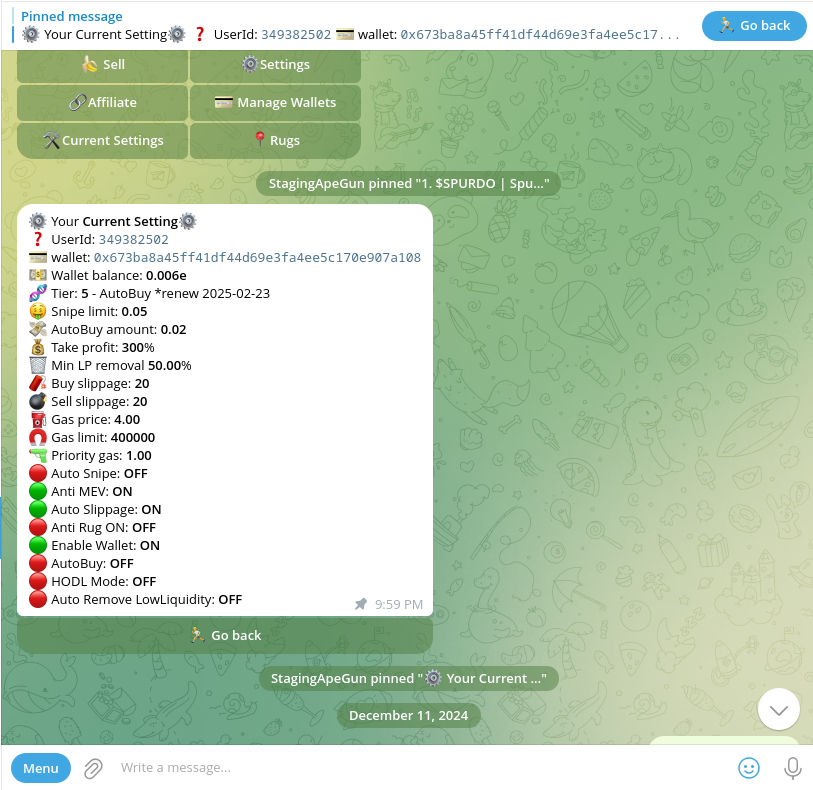 Pinned message
⚙️ Your Current Setting⚙️ ❓ UserId: 349382502 💳 wallet: 0x673ba8a45ff41df44d69e3fa4ee5c17...
🏃 Go back
🍌 Sell
⚙️Settings
🔗Affiliate
💳 Manage Wallets
🛠Current Settings
📍Rugs
StagingApeGun pinned "1. $SPURDO | Spu..."
⚙️ Your Current Setting⚙️
❓ UserId: 349382502
💳 wallet: 0x673ba8a45ff41df44d69e3fa4ee5c170e907a108
💵 Wallet balance: 0.006e
🧬 Tier: 5 - AutoBuy *renew 2025-02-23
🤑 Snipe limit: 0.05
💸 AutoBuy amount: 0.02
💰 Take profit: 300%
🗑 Min LP removal 50.00%
🧧 Buy slippage: 20
💣 Sell slippage: 20
⛽️ Gas price: 4.00
🧲 Gas limit: 400000
🔫 Priority gas: 1.00
🔴 Auto Snipe: OFF
🟢 Anti MEV: ON
🟢 Auto Slippage: ON
🔴 Anti Rug ON: OFF
🟢 Enable Wallet: ON
🔴 AutoBuy: OFF
🔴 HODL Mode: OFF
🔴 Auto Remove LowLiquidity: OFF
9:59 PM
🏃 Go back
StagingApeGun pinned "⚙️ Your Current ..."
December 11, 2024
Menu
Write a message...